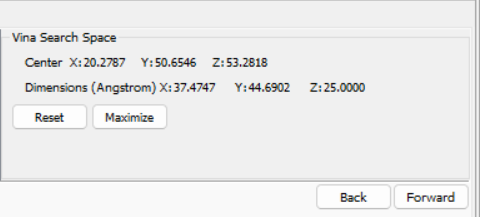 Vina Search Space
Center X:20.2787 Y:50.6546 Z:53.2818
Dimensions (Angstrom) X:37.4747 Y:44.6902 Z:25.0000
Reset Maximize
Back Forward